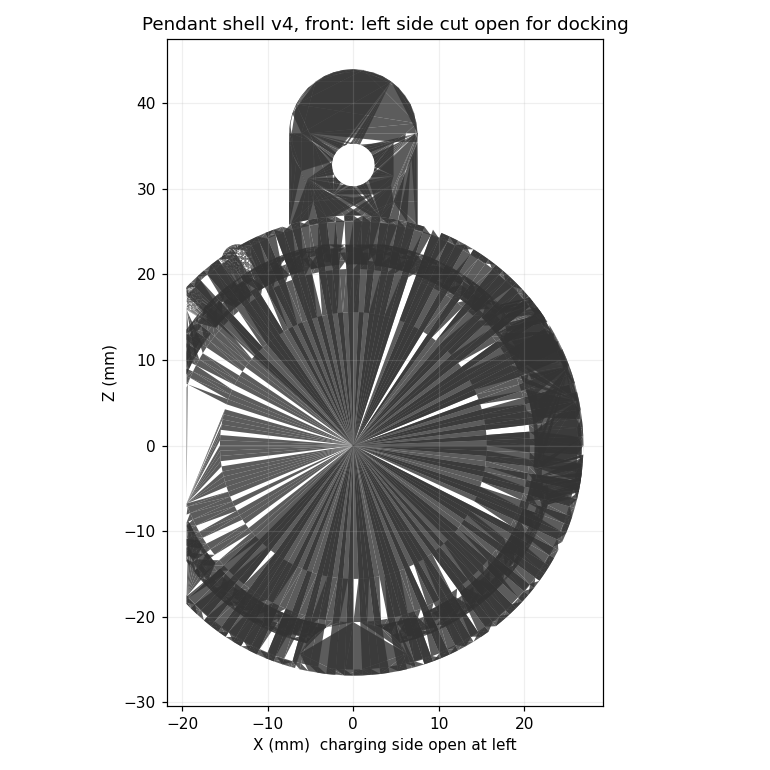 Pendant shell v4, front: left side cut open for docking
40
30
20
10
0
−10
−20
−30
Z (mm)
−20 −10 0 10 20
X (mm)  charging side open at left